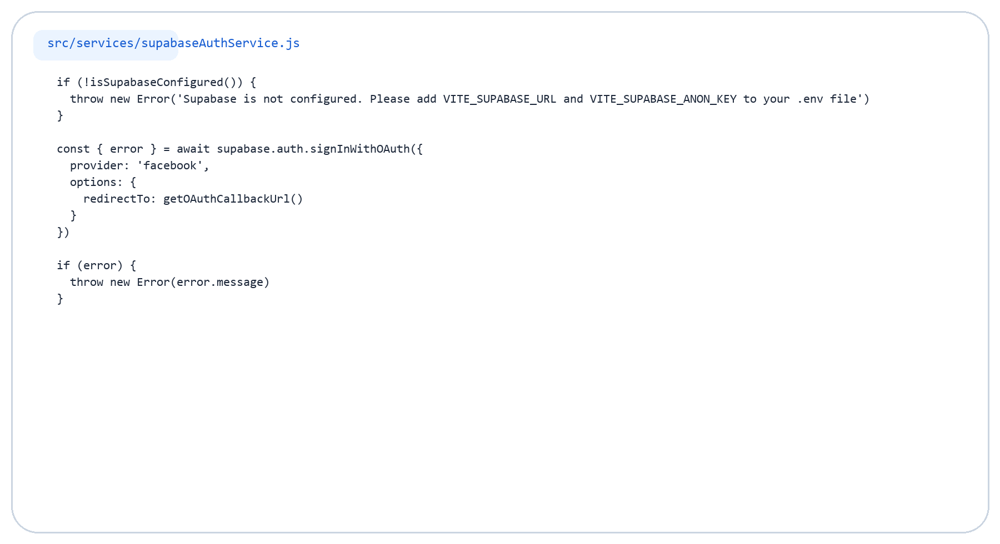 src/services/supabaseAuthService.js
if (!isSupabaseConfigured()) {
  throw new Error('Supabase is not configured. Please add VITE_SUPABASE_URL and VITE_SUPABASE_ANON_KEY to your .env file')
}
const { error } = await supabase.auth.signInWithOAuth({
  provider: 'facebook',
  options: {
    redirectTo: getOAuthCallbackUrl()
  }
})
if (error) {
  throw new Error(error.message)
}